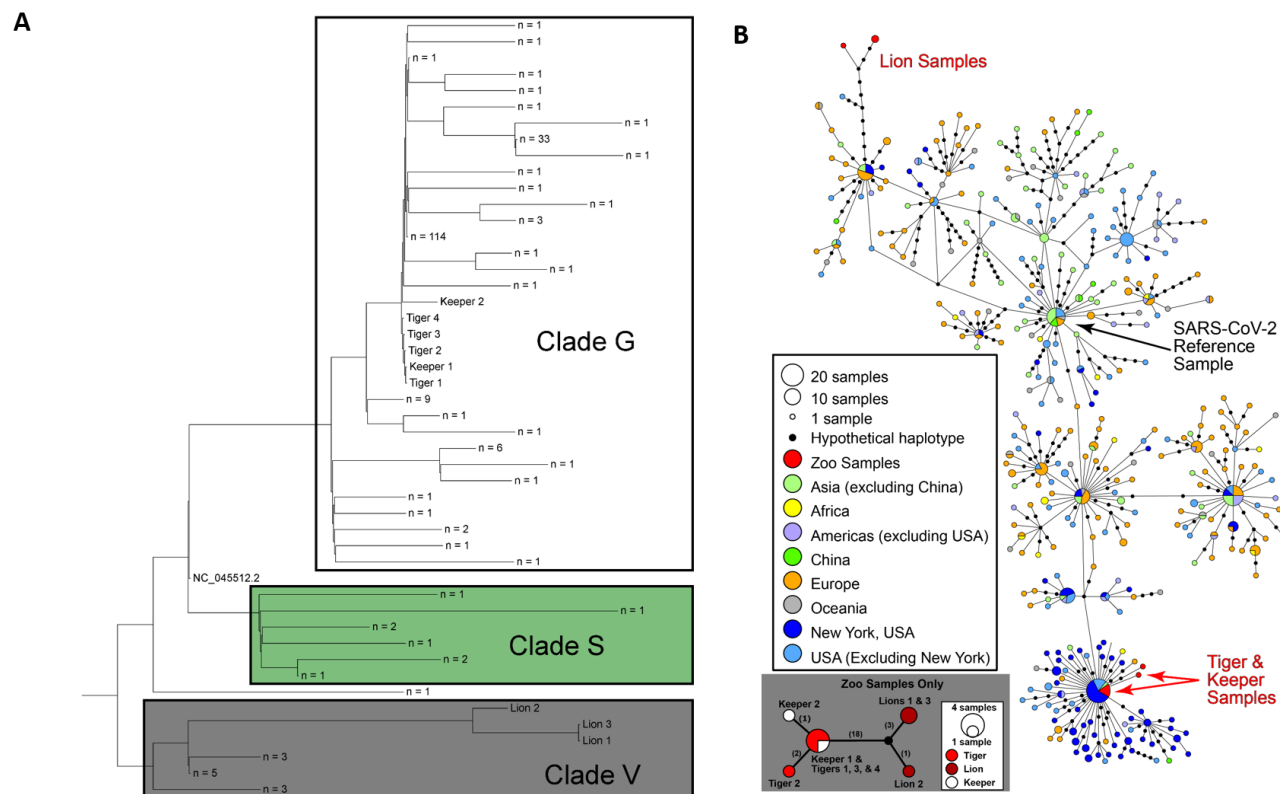 A
n = 1
n = 1
n = 1
n = 1
n = 1
n = 1
n = 1
n = 33
n = 1
n = 1
n = 1
n = 1
n = 3
n = 114
n = 1
n = 1
n = 1
Keeper 2
Tiger 4
Tiger 3
Tiger 2
Keeper 1
Tiger 1
n = 9
n = 1
n = 1
n = 6
n = 1
n = 1
n = 1
n = 1
n = 2
n = 1
n = 1
Clade G
NC_045512.2
n = 1
n = 1
n = 2
n = 1
n = 2
n = 1
Clade S
n = 1
Lion 2
Lion 3
Lion 1
n = 3
n = 5
n = 3
Clade V
B
Lion Samples
SARS-CoV-2
Reference
Sample
20 samples
10 samples
1 sample
Hypothetical haplotype
Zoo Samples
Asia (excluding China)
Africa
Americas (excluding USA)
China
Europe
Oceania
New York, USA
USA (Excluding New York)
Tiger &
Keeper
Samples
Zoo Samples Only
Keeper 2
(1)
Lions 1 & 3
(3)
(18)
(2)
(1)
Keeper 1 &
Tigers 1, 3, & 4
Tiger 2
Lion 2
4 samples
1 sample
Tiger
Lion
Keeper